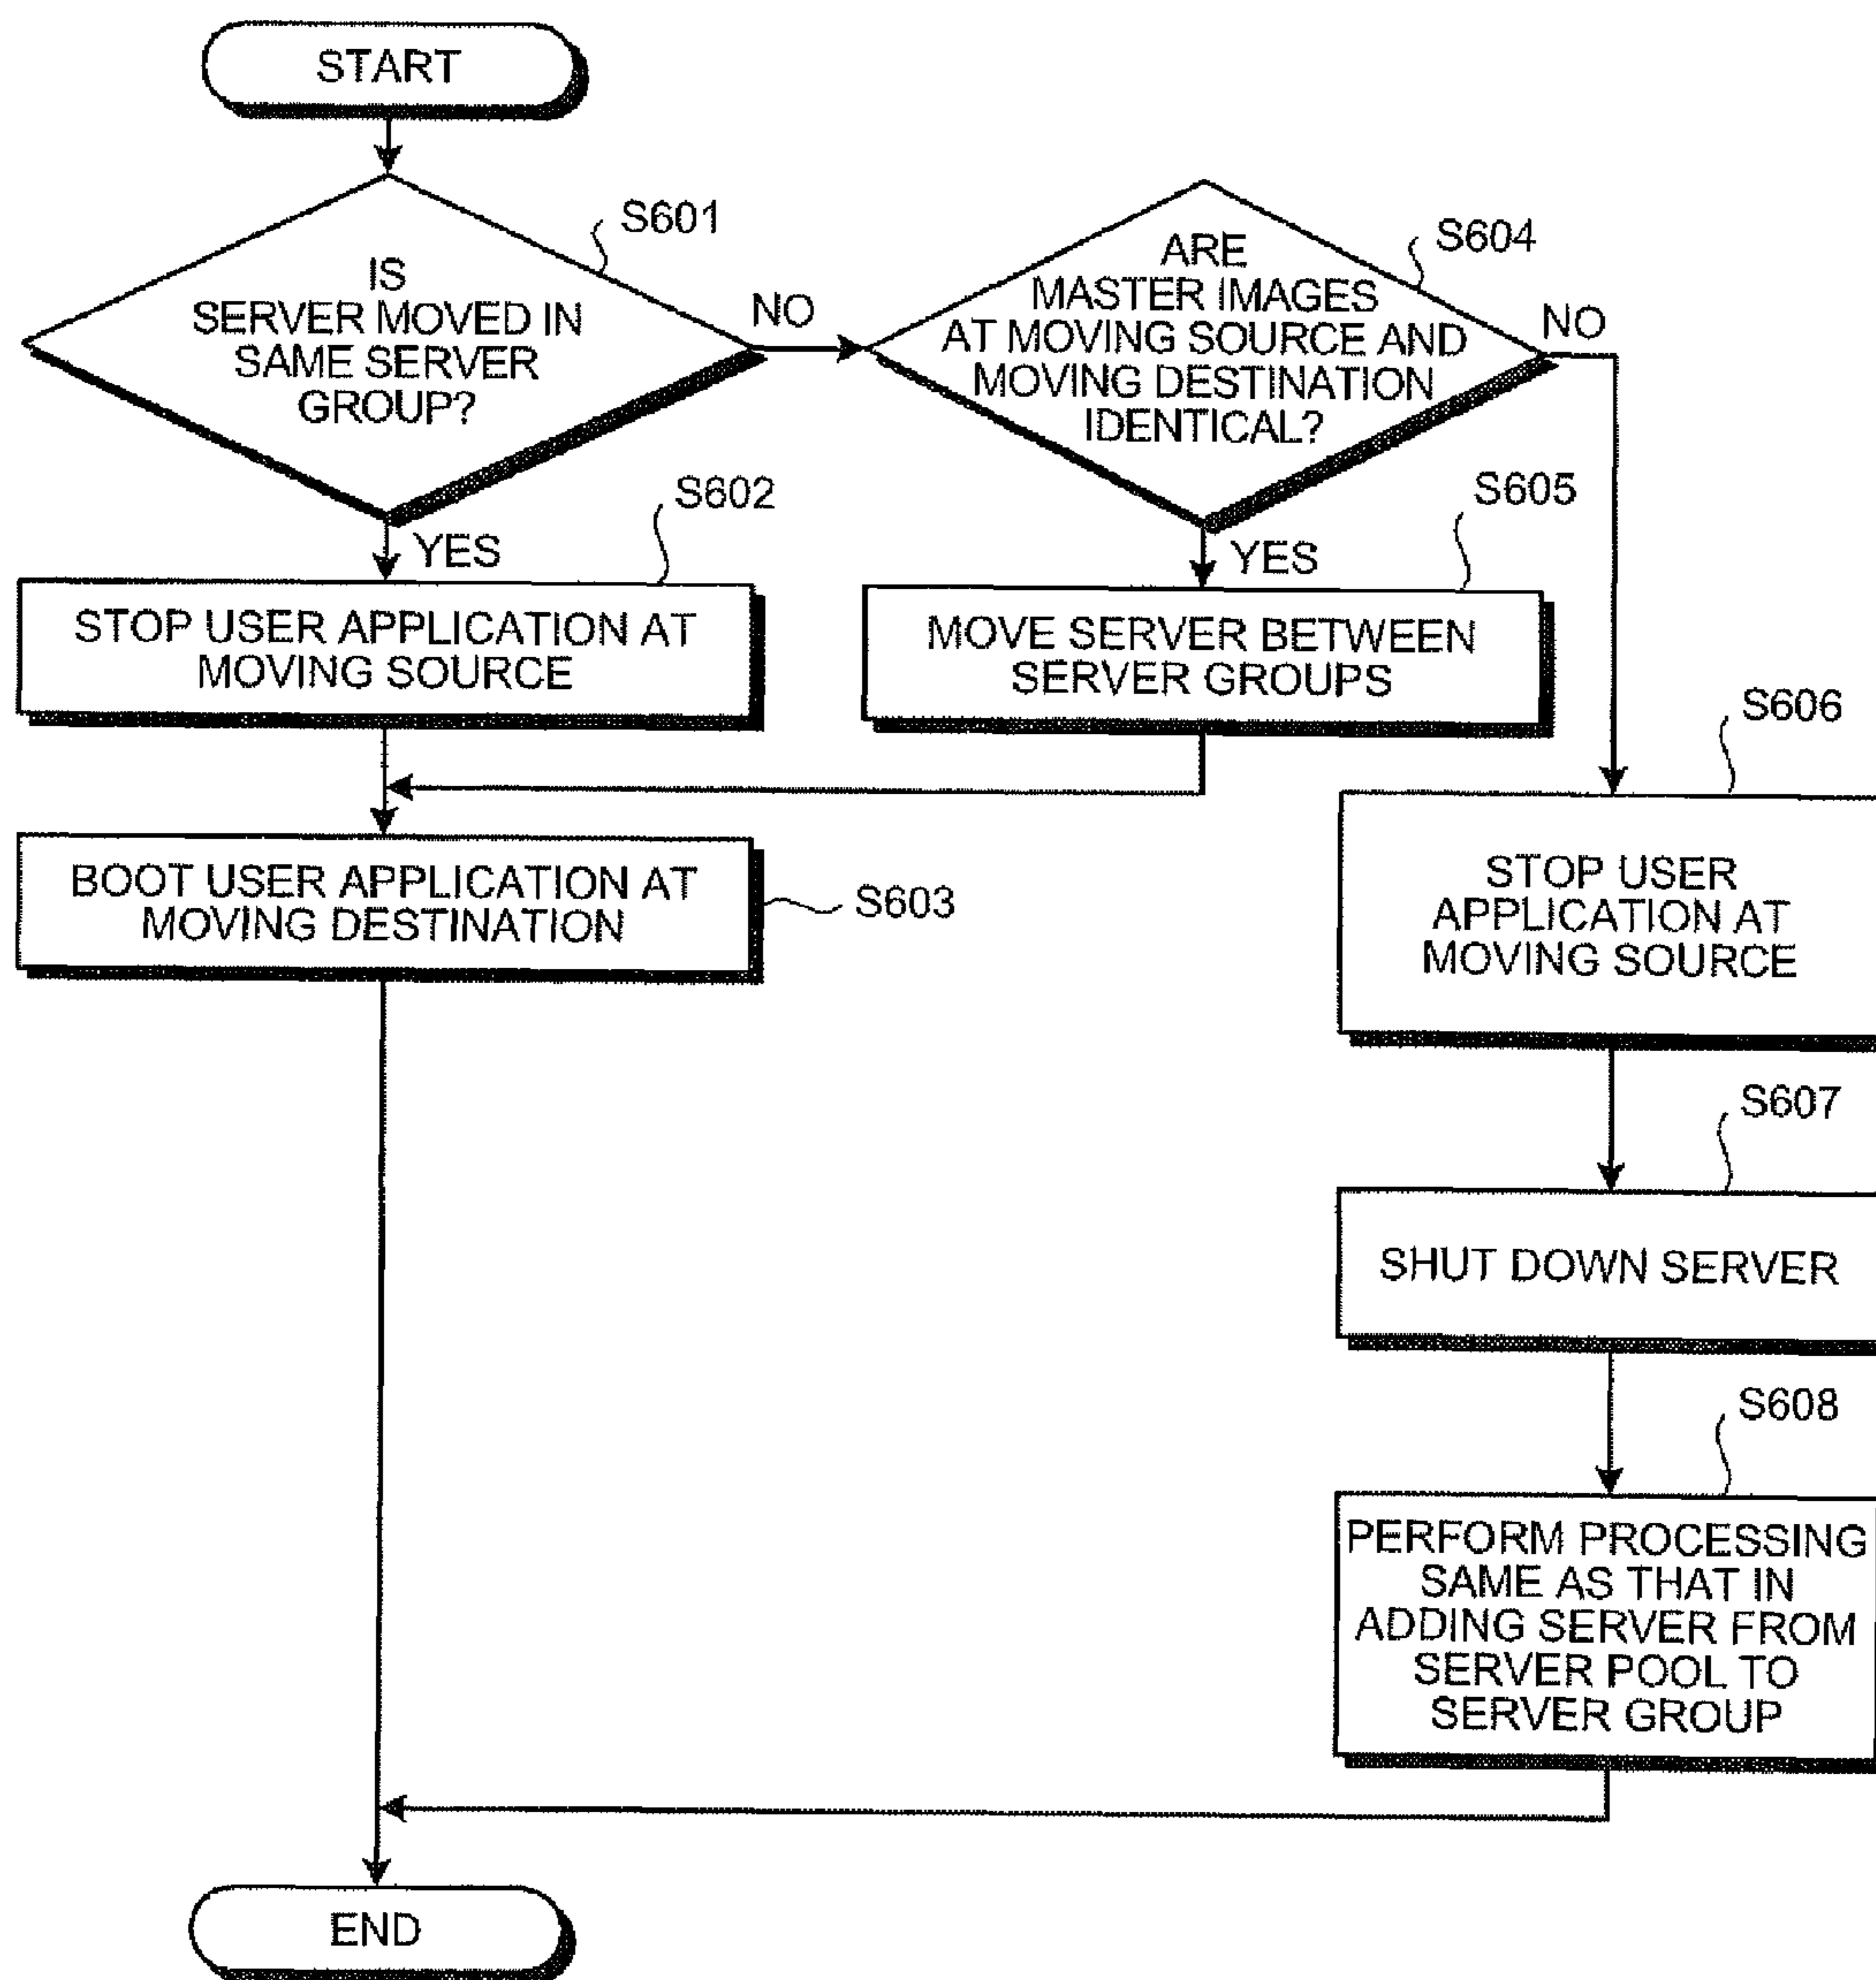 START
S601
IS
SERVER MOVED IN
SAME SERVER
GROUP?
NO
S604
ARE
MASTER IMAGES
AT MOVING SOURCE AND
MOVING DESTINATION
IDENTICAL?
NO
YES
S602
STOP USER APPLICATION AT
MOVING SOURCE
YES
S605
MOVE SERVER BETWEEN
SERVER GROUPS
BOOT USER APPLICATION AT
MOVING DESTINATION
S603
S606
STOP USER
APPLICATION AT
MOVING SOURCE
S607
SHUT DOWN SERVER
S608
PERFORM PROCESSING
SAME AS THAT IN
ADDING SERVER FROM
SERVER POOL TO
SERVER GROUP
END